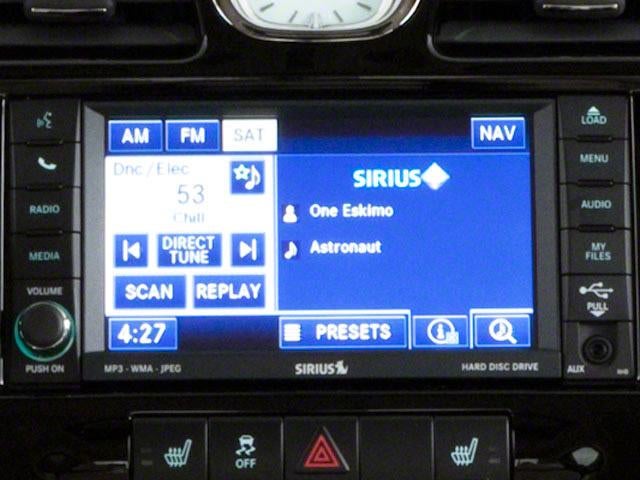 LOAD
AM FM SAT NAV
MENU
Dnc/Elec
53
Chill
SIRIUS
One Eskimo
Astronaut
RADIO
AUDIO
DIRECT
TUNE
MEDIA
MY
FILES
SCAN REPLAY
VOLUME
PULL
4:27 PRESETS
PUSH ON
MP3 - WMA - JPEG SIRIUS HARD DISC DRIVE
AUX
OFF